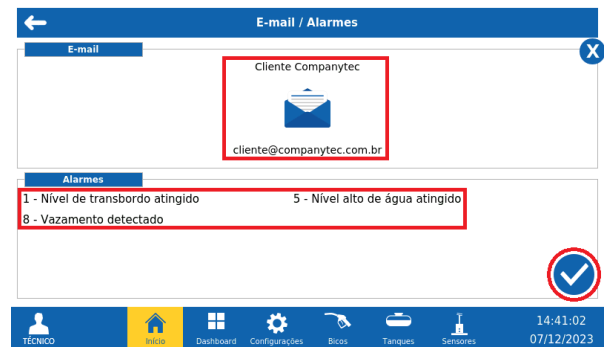 E-mail / Alarmes
E-mail
X
Cliente Companytec
cliente@companytec.com.br
Alarmes
1 - Nível de transbordo atingido 5 - Nível alto de água atingido
8 - Vazamento detectado
TÉCNICO Início Dashboard Configurações Bicos Tanques Sensores
14:41:02
07/12/2023